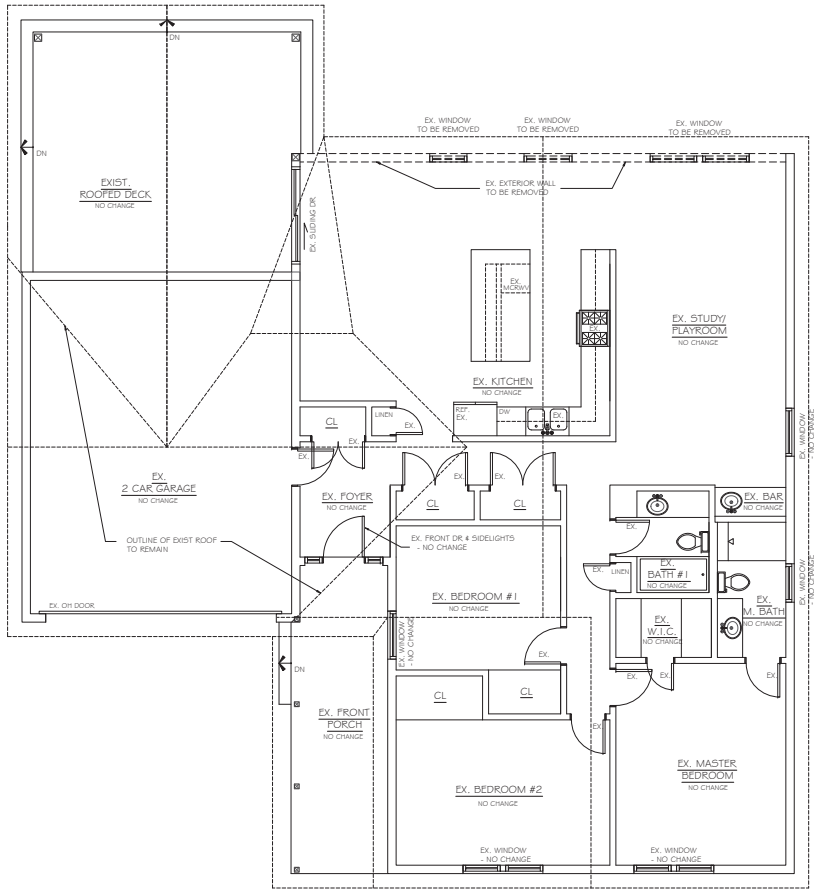 DN
EX. WINDOW
TO BE REMOVED
EX. WINDOW
TO BE REMOVED
EX. WINDOW
TO BE REMOVED
DN
EXIST.
ROOFED DECK
NO CHANGE
EX. EXTERIOR WALL
TO BE REMOVED
EX. SLIDING DR
EX.
MCRWV
EX.
EX. STUDY/
PLAYROOM
NO CHANGE
EX. KITCHEN
NO CHANGE
CL
LINEN
EX.
REF.
EX.
DW
EX.
EX. WINDOW
- NO CHANGE
EX.
EX.
EX.
2 CAR GARAGE
NO CHANGE
EX. FOYER
NO CHANGE
EX.
EX.
CL
CL
EX. BAR
NO CHANGE
OUTLINE OF EXIST ROOF
TO REMAIN
EX. FRONT DR & SIDELIGHTS
- NO CHANGE
EX.
EX.
LINEN
EX.
BATH #1
NO CHANGE
EX. WINDOW
- NO CHANGE
EX. BEDROOM #1
NO CHANGE
EX. OH DOOR
EX.
M. BATH
NO CHANGE
EX.
W.I.C.
NO CHANGE
EX. WINDOW
- NO CHANGE
EX.
DN
EX.
EX.
EX.
CL
CL
EX. FRONT
PORCH
NO CHANGE
EX.
EX. MASTER
BEDROOM
NO CHANGE
EX. BEDROOM #2
NO CHANGE
EX. WINDOW
- NO CHANGE
EX. WINDOW
- NO CHANGE